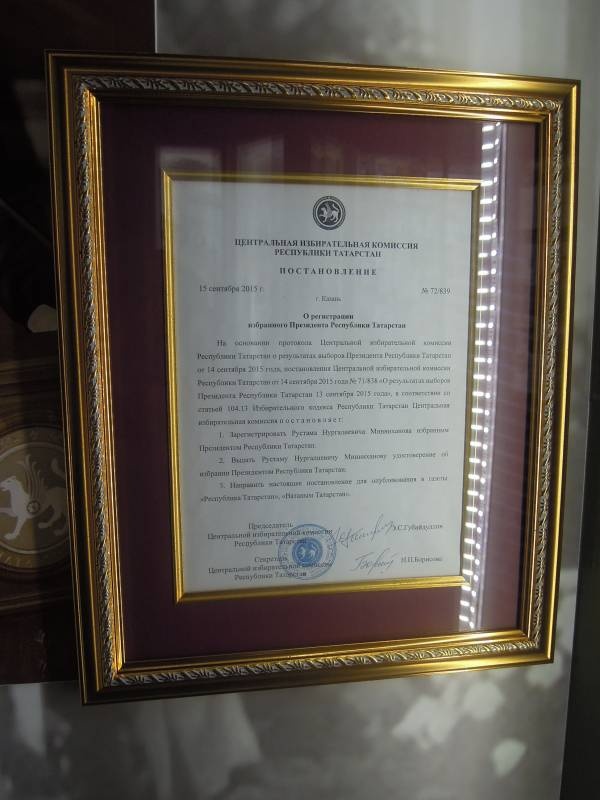 ЦЕНТРАЛЬНАЯ ИЗБИРАТЕЛЬНАЯ КОМИССИЯ
РЕСПУБЛИКИ ТАТАРСТАН
ПОСТАНОВЛЕНИЕ
15 сентября 2015 г. № 72/839
г. Казань
О регистрации
избранного Президента Республики Татарстан
На основании протокола Центральной избирательной комиссии
Республики Татарстан о результатах выборов Президента Республики Татарстан
от 14 сентября 2015 года, постановления Центральной избирательной комиссии
Республики Татарстан от 14 сентября 2015 года № 71/838 «О результатах выборов
Президента Республики Татарстан 13 сентября 2015 года», в соответствии со
статьей 104.13 Избирательного кодекса Республики Татарстан Центральная
избирательная комиссия постановляет:
1. Зарегистрировать Рустама Нургалиевича Минниханова избранным
Президентом Республики Татарстан.
2. Выдать Рустаму Нургалиевичу Минниханову удостоверение об
избрании Президентом Республики Татарстан.
3. Направить настоящее постановление для опубликования в газеты
«Республика Татарстан», «Ватаным Татарстан».
Председатель
Центральной избирательной комиссии
Республики Татарстан А.С.Губайдуллов
Секретарь
Центральной избирательной комиссии Н.П.Борисова
Республики Татарстан